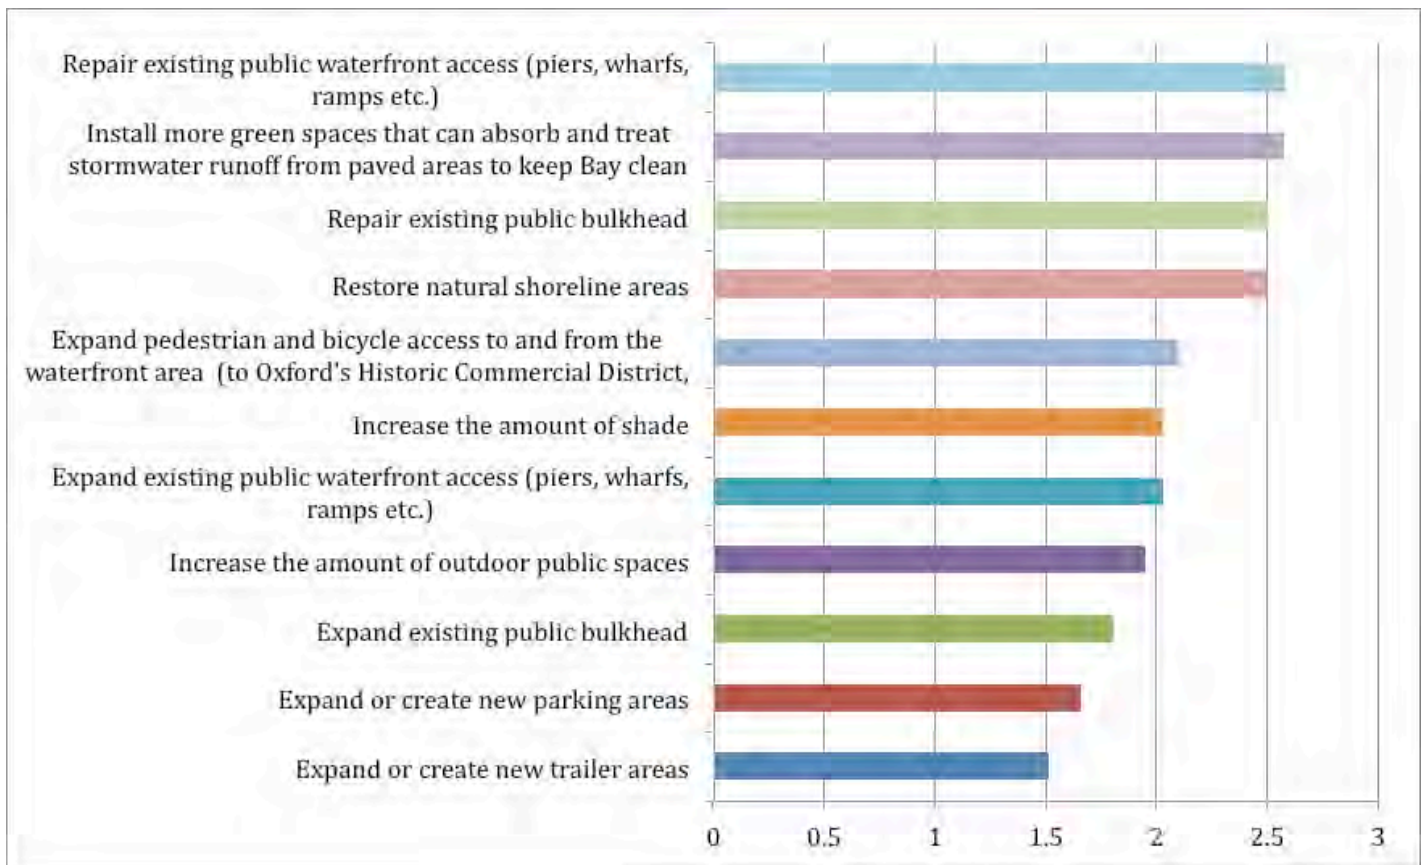 Repair existing public waterfront access (piers, wharfs,
ramps etc.)
Install more green spaces that can absorb and treat
stormwater runoff from paved areas to keep Bay clean
Repair existing public bulkhead
Restore natural shoreline areas
Expand pedestrian and bicycle access to and from the
waterfront area (to Oxford's Historic Commercial District,
Increase the amount of shade
Expand existing public waterfront access (piers, wharfs,
ramps etc.)
Increase the amount of outdoor public spaces
Expand existing public bulkhead
Expand or create new parking areas
Expand or create new trailer areas
0 0.5 1 1.5 2 2.5 3